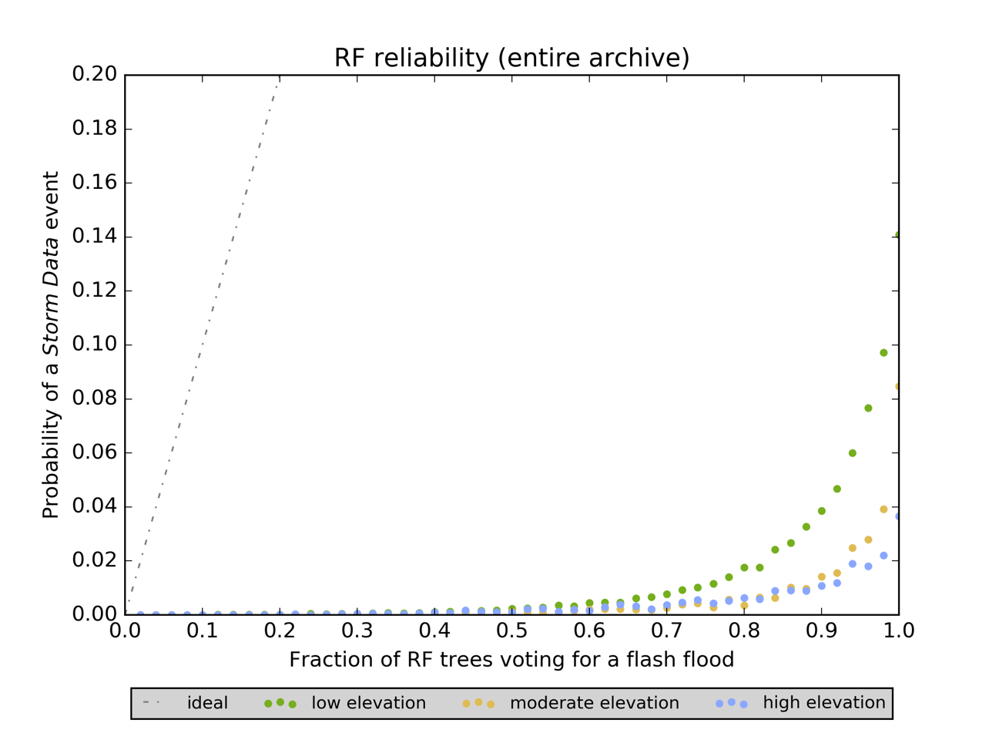 RF reliability (entire archive)
0.20
0.18
0.16
0.14
0.12
0.10
0.08
0.06
0.04
0.02
0.00
Probability of a Storm Data event
0.0 0.1 0.2 0.3 0.4 0.5 0.6 0.7 0.8 0.9 1.0
Fraction of RF trees voting for a flash flood
ideal low elevation moderate elevation high elevation